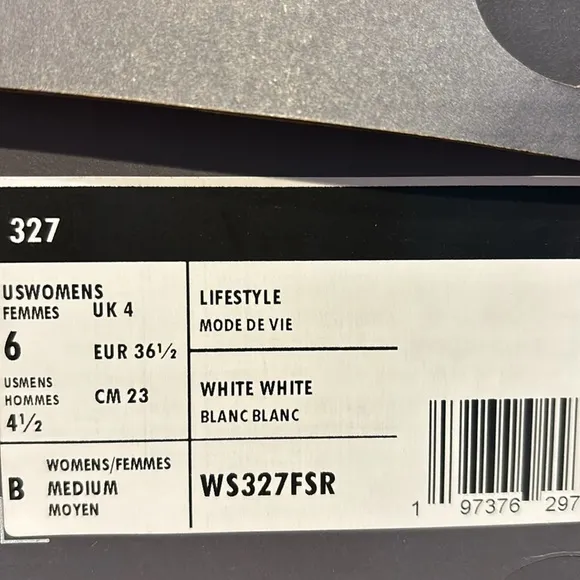 327
USWOMENS
FEMMES
6
UK 4
EUR 36½
USMENS
HOMMES
4½
CM 23
B
WOMENS/FEMMES
MEDIUM
MOYEN
LIFESTYLE
MODE DE VIE
WHITE WHITE
BLANC BLANC
WS327FSR
1 97376 297